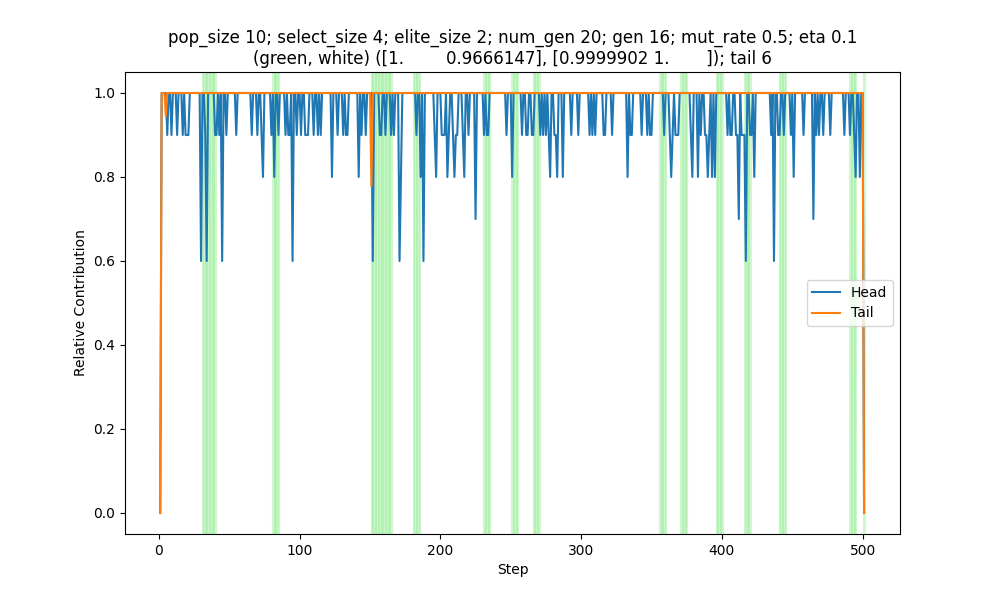 pop_size 10; select_size 4; elite_size 2; num_gen 20; gen 16; mut_rate 0.5; eta 0.1
(green, white) ([1.        0.9666147], [0.9999902 1.       ]); tail 6
1.0
0.8
0.6
0.4
0.2
0.0
Relative Contribution
Head
Tail
0
100
200
300
400
500
Step